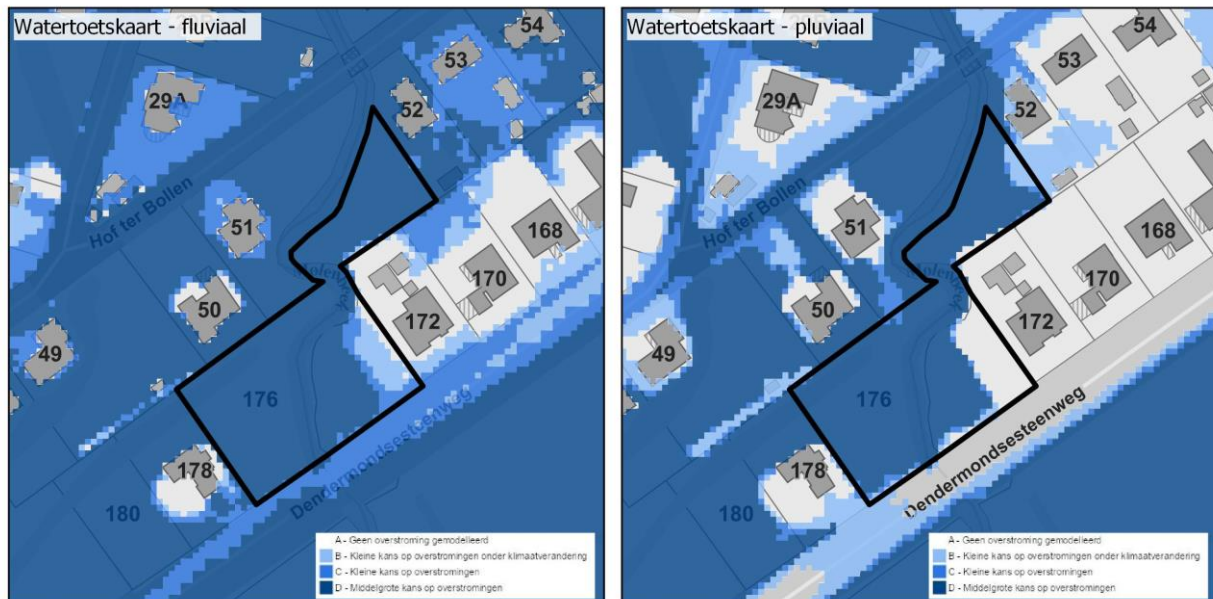 Watertoetskaart - fluviaal
54
53
29A
52
Hof ter Bollen
51
168
170
50
172
49
176
Dendermondsesteenweg
178
180
A - Geen overstroming gemodelleerd
B - Kleine kans op overstromingen onder klimaatverandering
C - Kleine kans op overstromingen
D - Middelgrote kans op overstromingen
Watertoetskaart - pluviaal
54
53
29A
52
Hof ter Bollen
51
168
170
50
172
49
176
Dendermondsesteenweg
178
180
A - Geen overstroming gemodelleerd
B - Kleine kans op overstromingen onder klimaatverandering
C - Kleine kans op overstromingen
D - Middelgrote kans op overstromingen